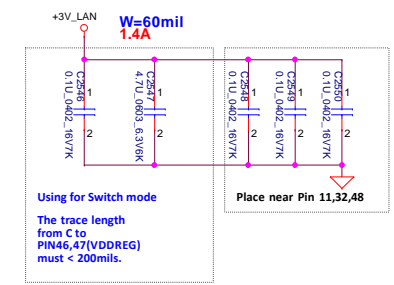 +3V_LAN
W=60mil
1.4A
C2546
0.1U_0402_16V7K
1
2
C2547
4.7U_0603_6.3V6K
1
2
C2548
0.1U_0402_16V7K
1
2
C2549
0.1U_0402_16V7K
1
2
C2550
0.1U_0402_16V7K
1
2
Using for Switch mode
The trace length
from C to
PIN46,47(VDDREG)
must < 200mils.
Place near Pin 11,32,48